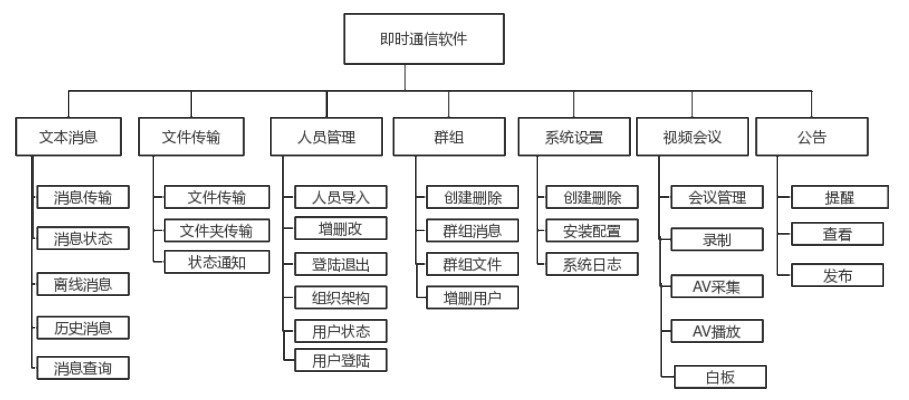 即时通信软件
文本消息
文件传输
人员管理
群组
系统设置
视频会议
公告
消息传输
消息状态
离线消息
历史消息
消息查询
文件传输
文件夹传输
状态通知
人员导入
增删改
登陆退出
组织架构
用户状态
用户登陆
创建删除
群组消息
群组文件
增删用户
创建删除
安装配置
系统日志
会议管理
录制
AV采集
AV播放
白板
提醒
查看
发布